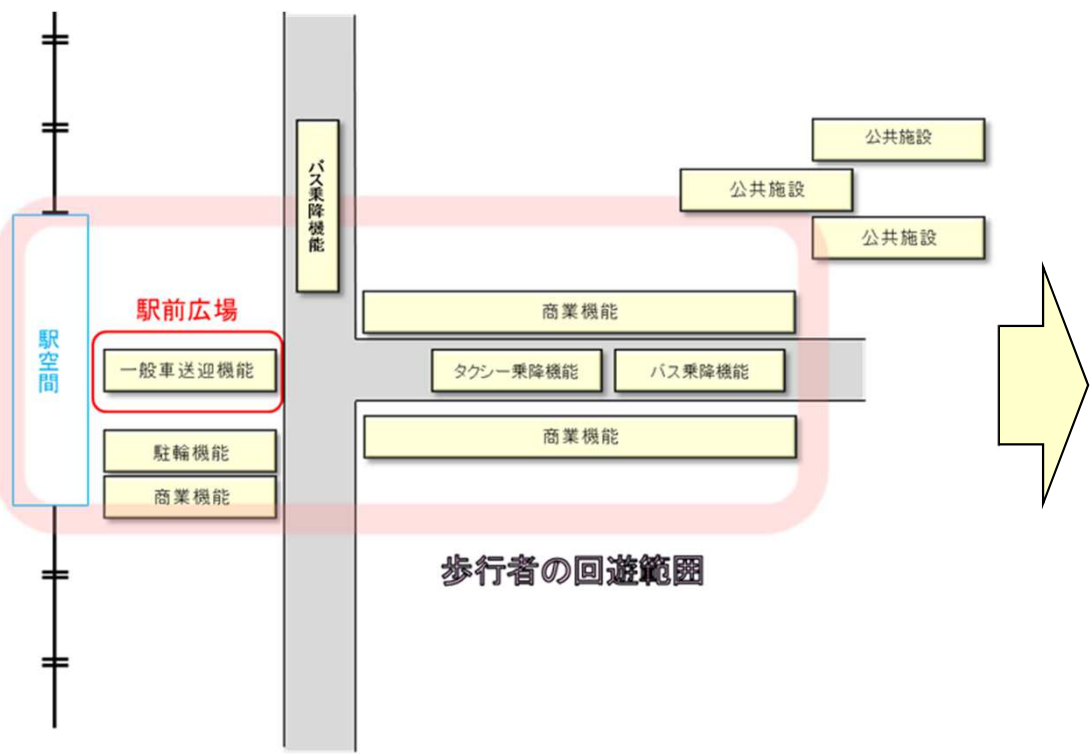 公共施設
バス乗降機能
公共施設
公共施設
駅前広場
商業機能
駅空間
一般車送迎機能
タクシー乗降機能
バス乗降機能
駐輪機能
商業機能
商業機能
歩行者の回遊範囲